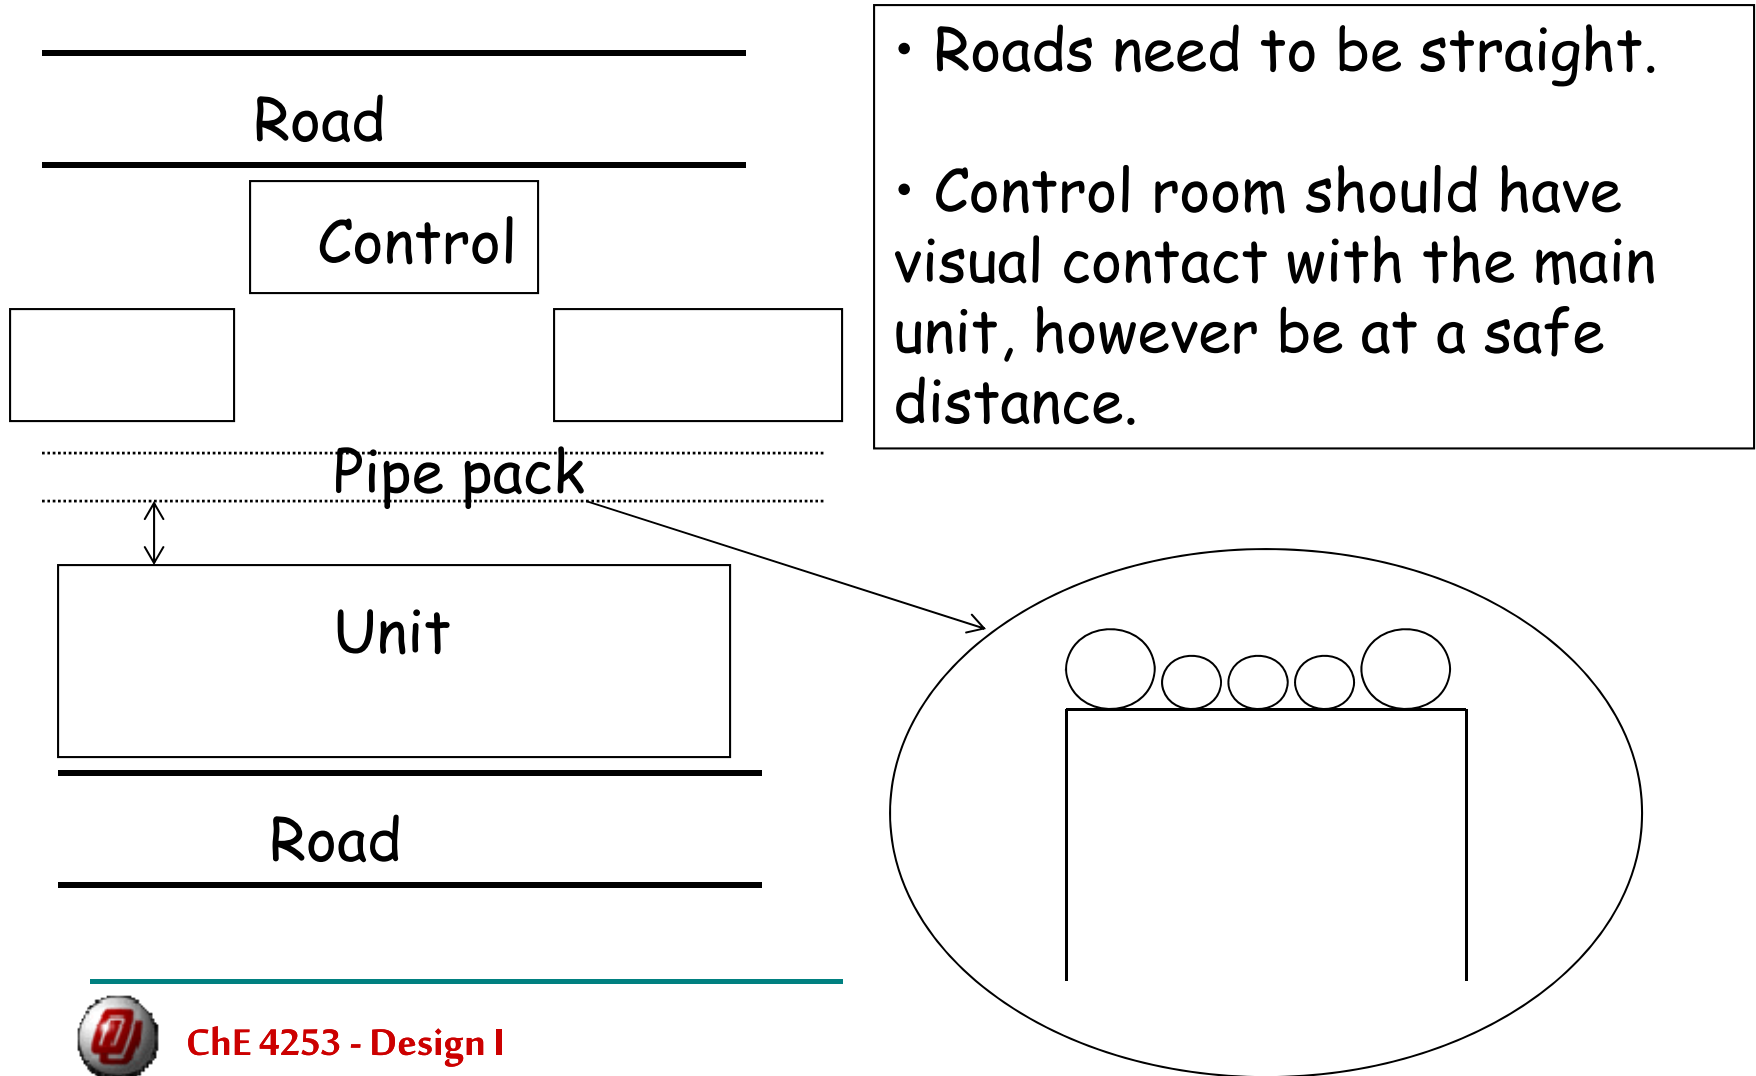 Road
Control
Pipe pack
Unit
Road
• Roads need to be straight.
• Control room should have
visual contact with the main
unit, however be at a safe
distance.
ChE 4253 - Design I